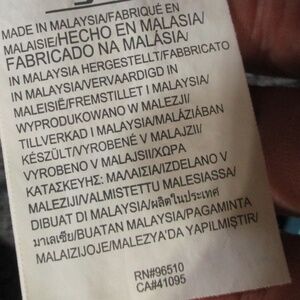 MADE IN MALAYSIA/FABRIQUÉ EN
MALAISIE/HECHO EN MALASIA/
FABRICADO NA MALÁSIA/
IN MALAYSIA HERGESTELLT/FABBRICATO
IN MALAYSIA/VERVAARDIGD IN
MALEISIË/FREMSTILLET I MALAYSIA/
WYPRODUKOWANO W MALEZJI/
TILLVERKAD I MALAYSIA/MALÁZIÁBAN
KÉSZÜLT/VYROBENÉ V MALAJZII/
VYROBENO V MALAJSII/ΧΩΡΑ
ΚΑΤΑΣΚΕΥΗΣ: ΜΑΛΑΙΣΙΑ/IZDELANO V
MALEZIJI/VALMISTETTU MALESIASSA/
DIBUAT DI MALAYSIA/ผลิตในประเทศ
มาเลเซีย/BUATAN MALAYSIA/PAGAMINTA
MALAIZIJOJE/MALEZYA'DA YAPILMIŞTIR/
RN#96510
CA#41095